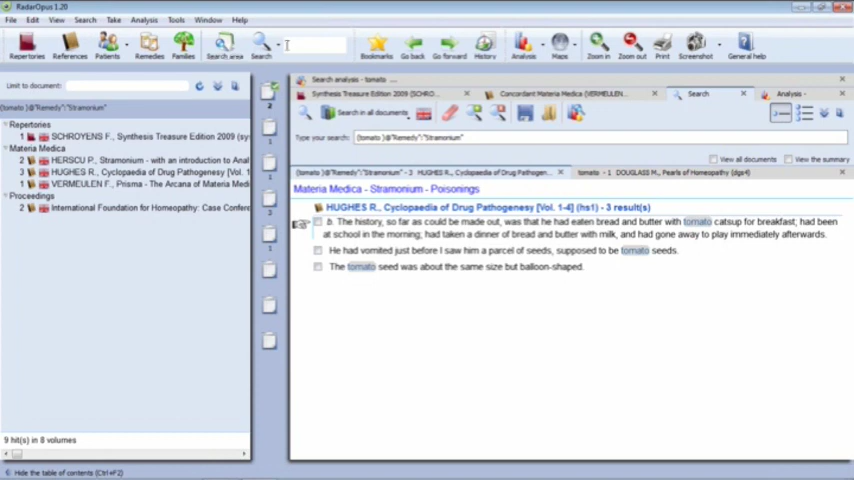 RadarOpus 1.20
File Edit View Search Take Analysis Tools Window Help
Repertories References Patients Remedies Families Search area Search Bookmarks Go back Go forward History Analysis Maps Zoom in Zoom out Print Screenshot General help
Limit to document:
(tomato )@"Remedy":"Stramonium"
Repertories
1 SCHROYENS F., Synthesis Treasure Edition 2009 (sy
Materia Medica
2 HERSCU P., Stramonium - with an introduction to Anal
3 HUGHES R., Cyclopaedia of Drug Pathogenesy [Vo
1 VERMEULEN F., Prisma - The Arcana of Materia Med
Proceedings
2 International Foundation for Homeopathy: Case Confere
9 hit(s) in 8 volumes
Hide the table of contents (Ctrl+F2)
2
1
1
3
1
Search analysis - tomato ...
Synthesis Treasure Edition 2009 (SCHRO... Concordant Materia Medica (VERMEULEN... Search Analysis -
Search in all documents
Type your search: (tomato )@"Remedy":"Stramonium"
View all documents View the summary
(tomato )@"Remedy":"Stramonium" - 3 HUGHES R., Cyclopaedia of Drug Pathogen... tomato - 1 DOUGLASS M., Pearls of Homeopathy (dgs4)
Materia Medica - Stramonium - Poisonings
HUGHES R., Cyclopaedia of Drug Pathogenesy [Vol. 1-4] (hs1) - 3 result(s)
b. The history, so far as could be made out, was that he had eaten bread and butter with tomato catsup for breakfast; had been
at school in the morning; had taken a dinner of bread and butter with milk, and had gone away to play immediately afterwards.
He had vomited just before I saw him a parcel of seeds, supposed to be tomato seeds.
The tomato seed was about the same size but balloon-shaped.